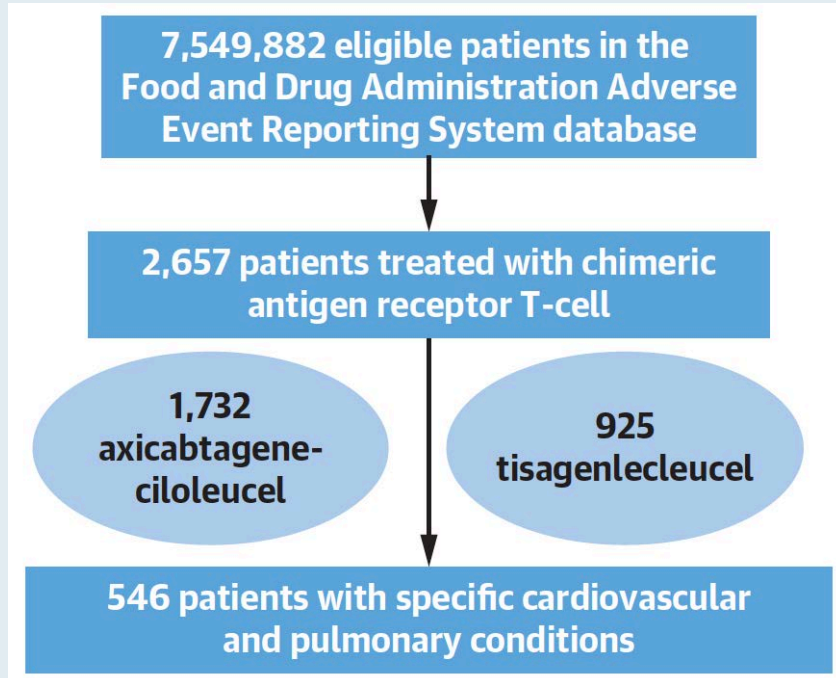 7,549,882 eligible patients in the
Food and Drug Administration Adverse
Event Reporting System database
2,657 patients treated with chimeric
antigen receptor T-cell
1,732
axicabtagene-
ciloleucel
925
tisagenlecleucel
546 patients with specific cardiovascular
and pulmonary conditions